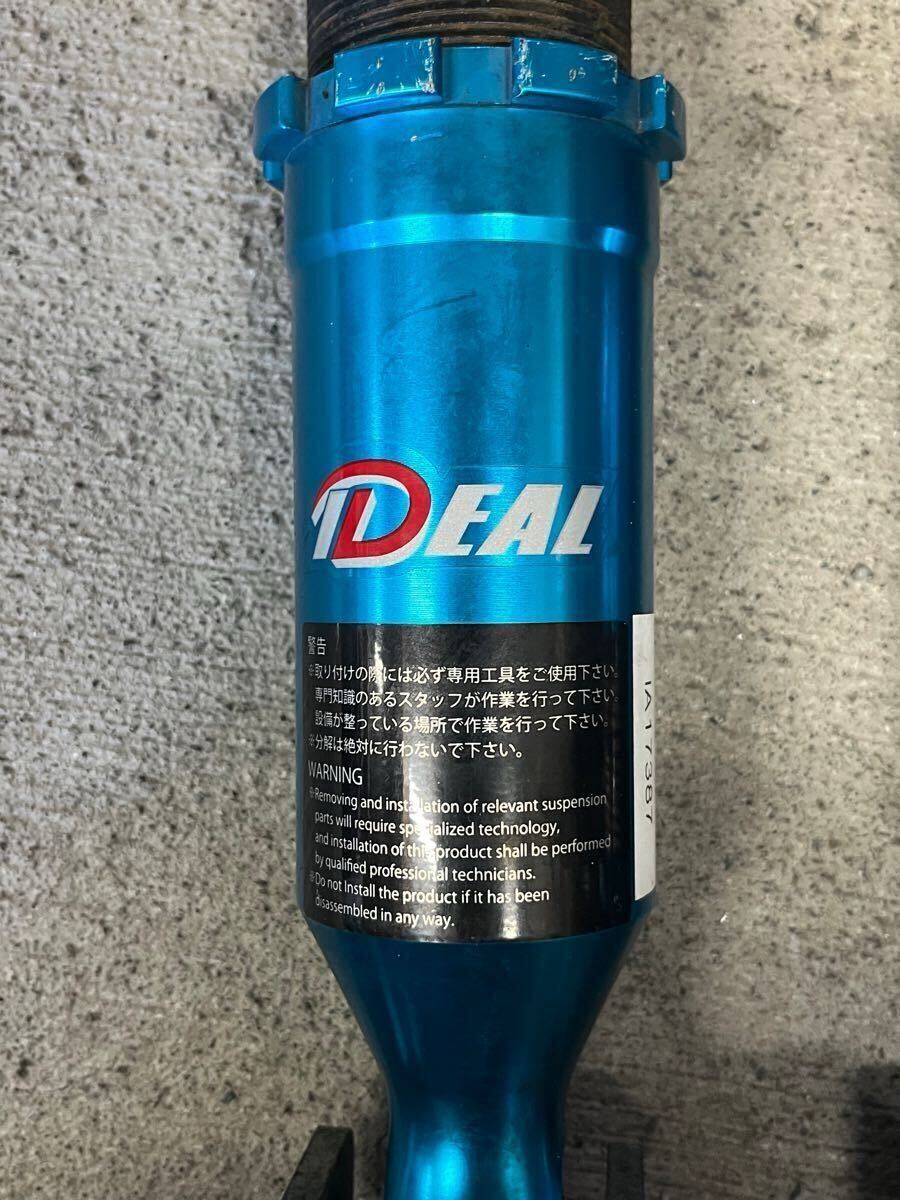 IDEAL
警告
※取り付けの際には必ず専用工具をご使用下さい。
専門知識のあるスタッフが作業を行って下さい。
設備が整っている場所で作業を行って下さい。
※分解は絶対に行わないで下さい。
WARNING
※Removing and installation of relevant suspension
parts will require specialized technology,
and installation of this product shall be performed
by qualified professional technicians.
※Do not Install the product if it has been
disassembled in any way.
IA17387